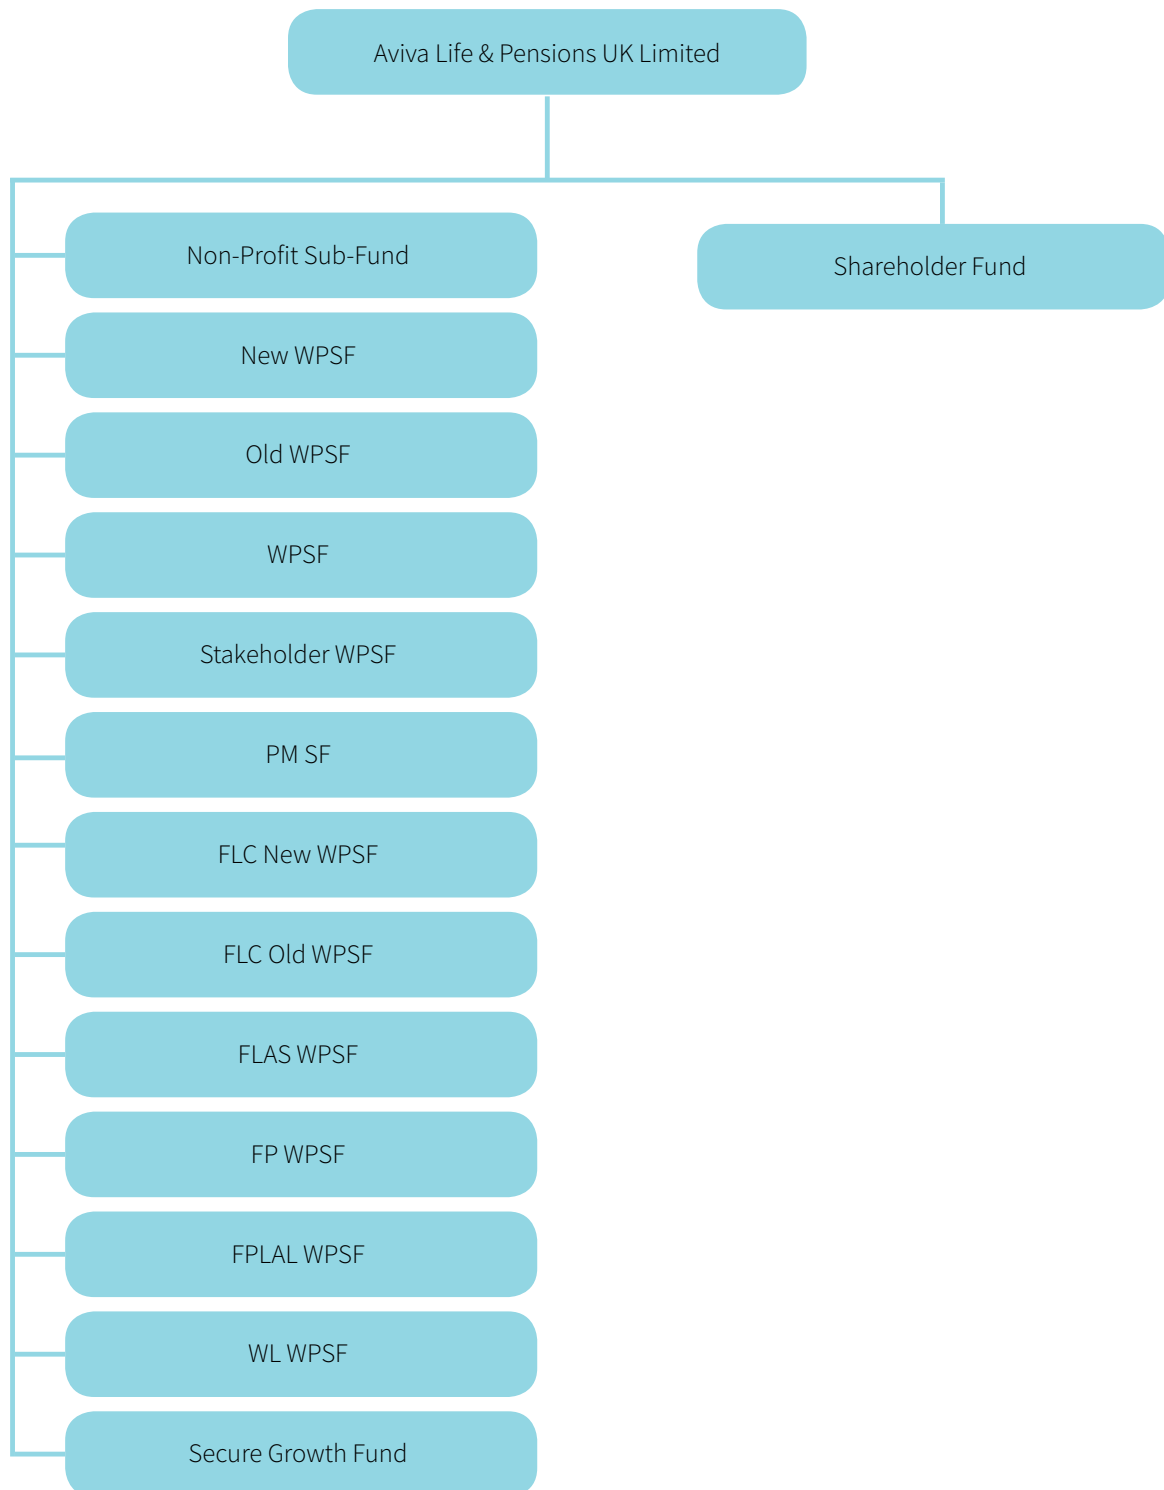 Aviva Life & Pensions UK Limited
Non-Profit Sub-Fund
Shareholder Fund
New WPSF
Old WPSF
WPSF
Stakeholder WPSF
PM SF
FLC New WPSF
FLC Old WPSF
FLAS WPSF
FP WPSF
FPLAL WPSF
WL WPSF
Secure Growth Fund